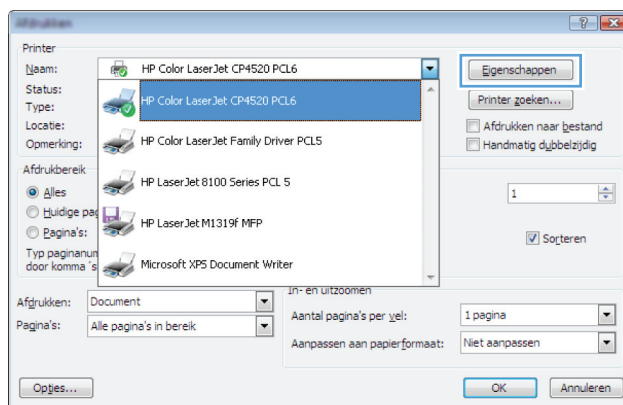 Afdrukken
Printer
Naam: HP Color LaserJet CP4520 PCL6 Eigenschappen
Status: HP Color LaserJet CP4520 PCL6 Printer zoeken...
Type:
Locatie: HP Color LaserJet Family Driver PCL5 Afdrukken naar bestand
Opmerking: Handmatig dubbelzijdig
Afdrukbereik HP LaserJet 8100 Series PCL 5
Alles 1
Huidige HP LaserJet M1319f MFP
Pagina's: Sorteren
Typ
door komma 's Microsoft XPS Document Writer
In- en uitzoomen
Afdrukken: Document
Aantal pagina's per vel: 1 pagina
Pagina's: Alle pagina's in bereik
Aanpassen aan papierformaat: Niet aanpassen
Opties... OK Annuleren